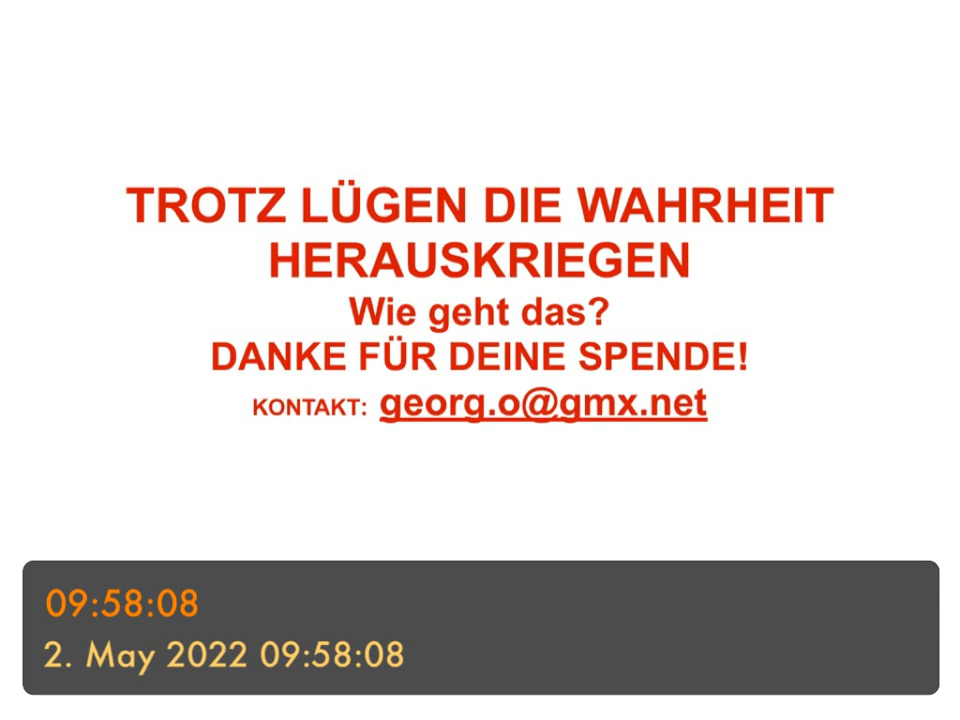 TROTZ LÜGEN DIE WAHRHEIT
HERAUSKRIEGEN
Wie geht das?
DANKE FÜR DEINE SPENDE!
KONTAKT: georg.o@gmx.net
09:58:08
2. May 2022 09:58:08